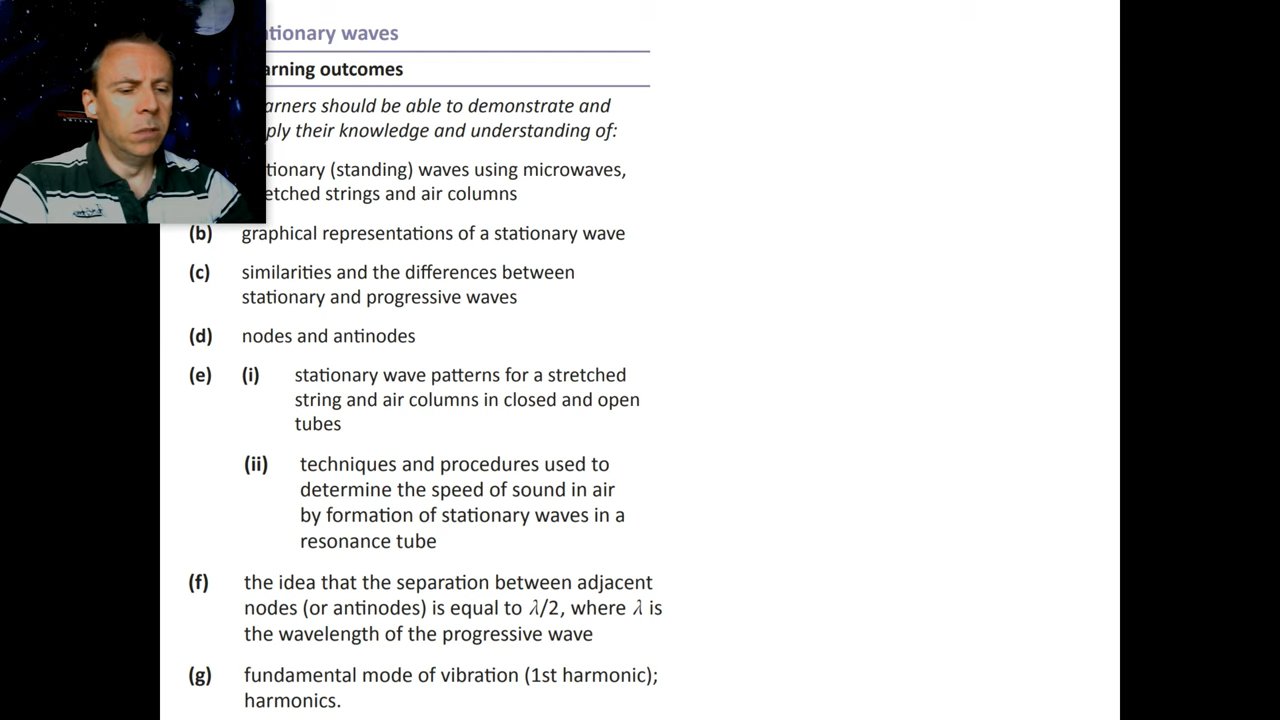 tionary waves
arning outcomes
arners should be able to demonstrate and
ply their knowledge and understanding of:
tionary (standing) waves using microwaves,
etched strings and air columns
(b) graphical representations of a stationary wave
(c) similarities and the differences between
stationary and progressive waves
(d) nodes and antinodes
(e) (i) stationary wave patterns for a stretched
string and air columns in closed and open
tubes
(ii) techniques and procedures used to
determine the speed of sound in air
by formation of stationary waves in a
resonance tube
(f) the idea that the separation between adjacent
nodes (or antinodes) is equal to λ/2, where λ is
the wavelength of the progressive wave
(g) fundamental mode of vibration (1st harmonic);
harmonics.